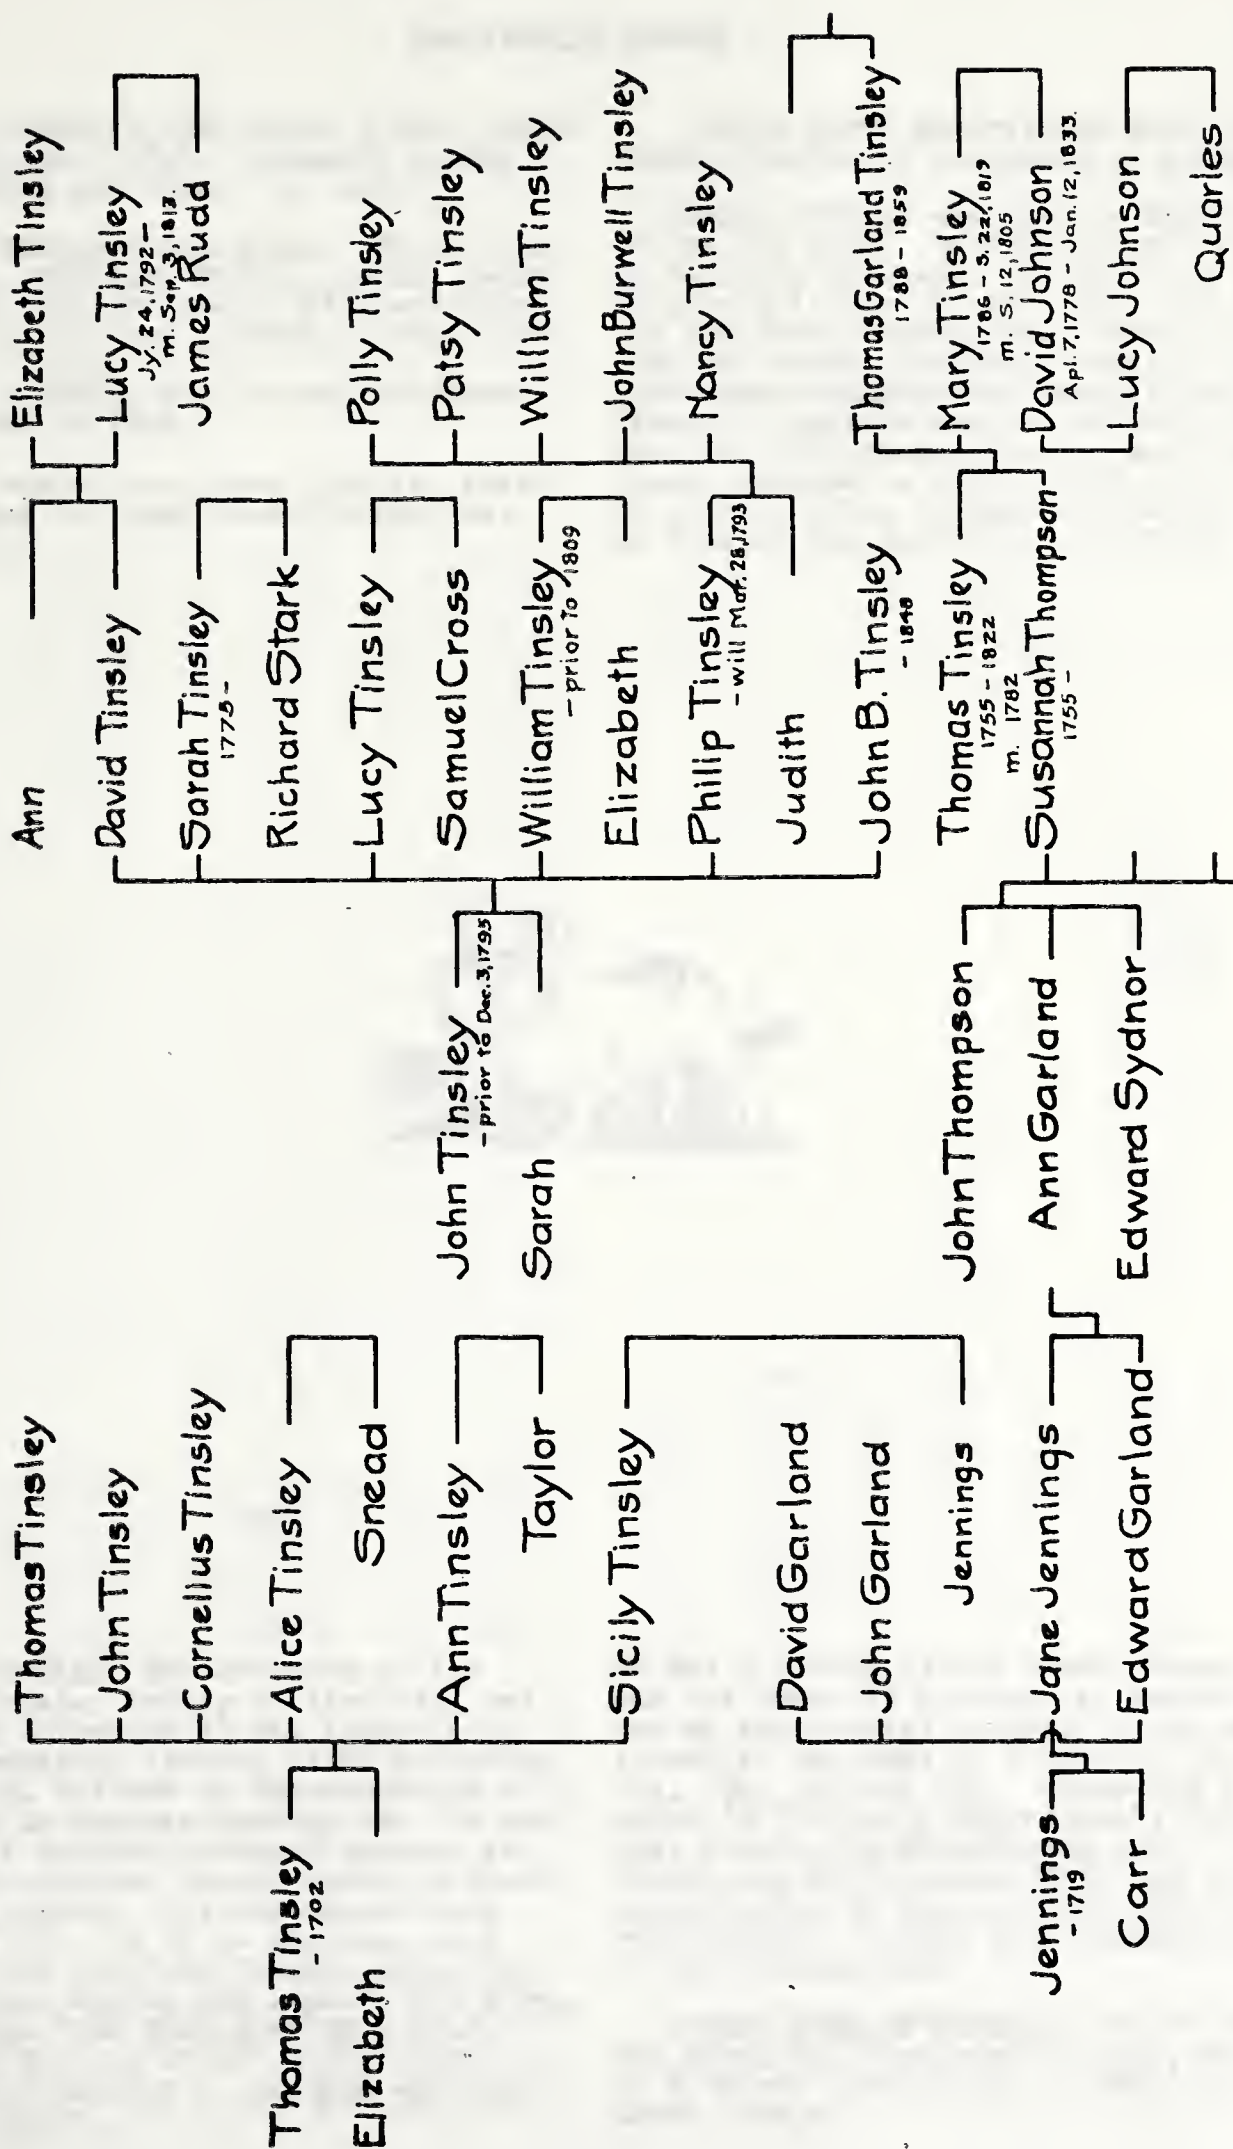 Thomas Tinsley
- 1702
Elizabeth
Jennings
- 1719
Carr
Thomas Tinsley
John Tinsley
Cornellus Tinsley
Alice Tinsley
Snead
Ann Tinsley
Taylor
Sicily Tinsley
David Garland
John Garland
Jennings
Jane Jennings
Edward Garland
John Tinsley
- prior to Dec. 3, 1795
Sarah
John Thompson
Ann Garland
Edward Sydnor
Ann
David Tinsley
Sarah Tinsley
1775 -
Richard Stark
Lucy Tinsley
Samuel Cross
William Tinsley
- prior to 1809
Elizabeth
Philip Tinsley
- will Mar. 28, 1793
Judith
John B. Tinsley
- 1848
Thomas Tinsley
1755 - 1822
m. 1782
Susannah Thompson
1755 -
Elizabeth Tinsley
Lucy Tinsley
Jy. 24, 1792 -
m. Sep. 3, 1813.
James Rudd
Polly Tinsley
Patsy Tinsley
William Tinsley
John Burwell Tinsley
Nancy Tinsley
Thomas Garland Tinsley
1788 - 1859
Mary Tinsley
1786 - S. 22, 1819
m. S. 12, 1805
David Johnson
Apl. 7, 1778 - Jan. 12, 1833.
Lucy Johnson
Quarles